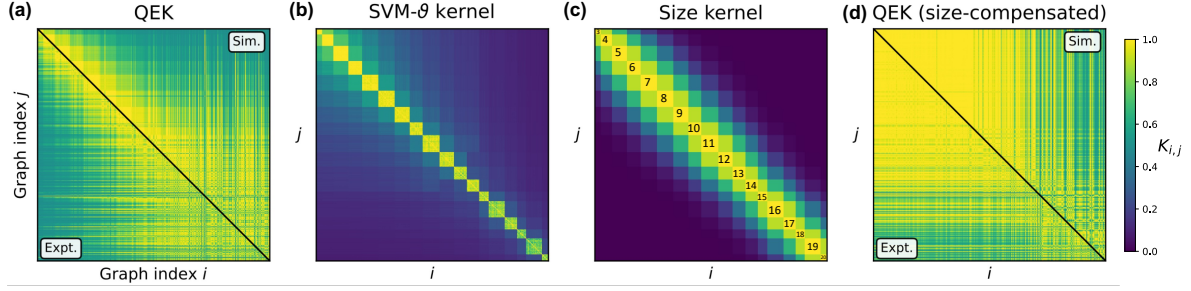 (a) QEK
Sim.
Expt.
Graph index j
Graph index i
(b) SVM-ϑ kernel
j
i
(c) Size kernel
3
4
5
6
7
8
9
10
11
12
13
14
15
16
17
18
19
20
j
i
(d) QEK (size-compensated)
Sim.
Expt.
j
i
1.0
0.8
0.6
0.4
0.2
0.0
K_{i,j}